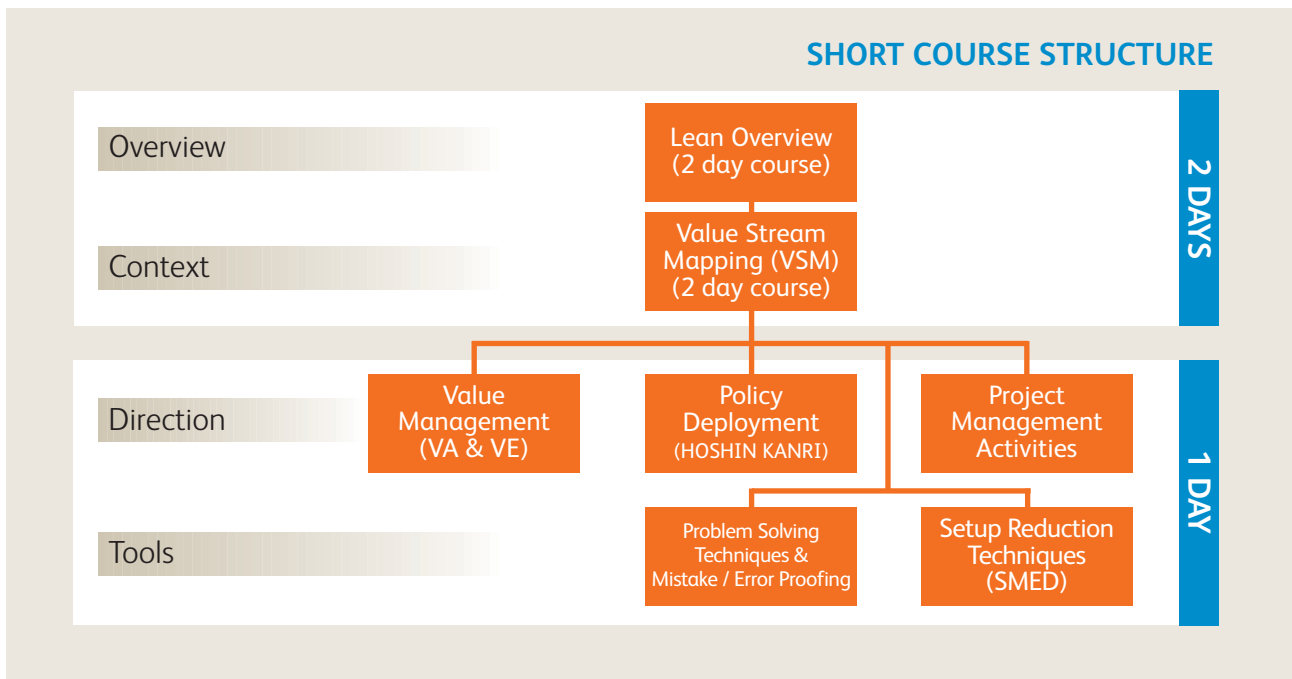 SHORT COURSE STRUCTURE
Overview
Lean Overview
(2 day course)
2 DAYS
Context
Value Stream
Mapping (VSM)
(2 day course)
Direction
Value
Management
(VA & VE)
Policy
Deployment
(HOSHIN KANRI)
Project
Management
Activities
1 DAY
Tools
Problem Solving
Techniques &
Mistake / Error Proofing
Setup Reduction
Techniques
(SMED)